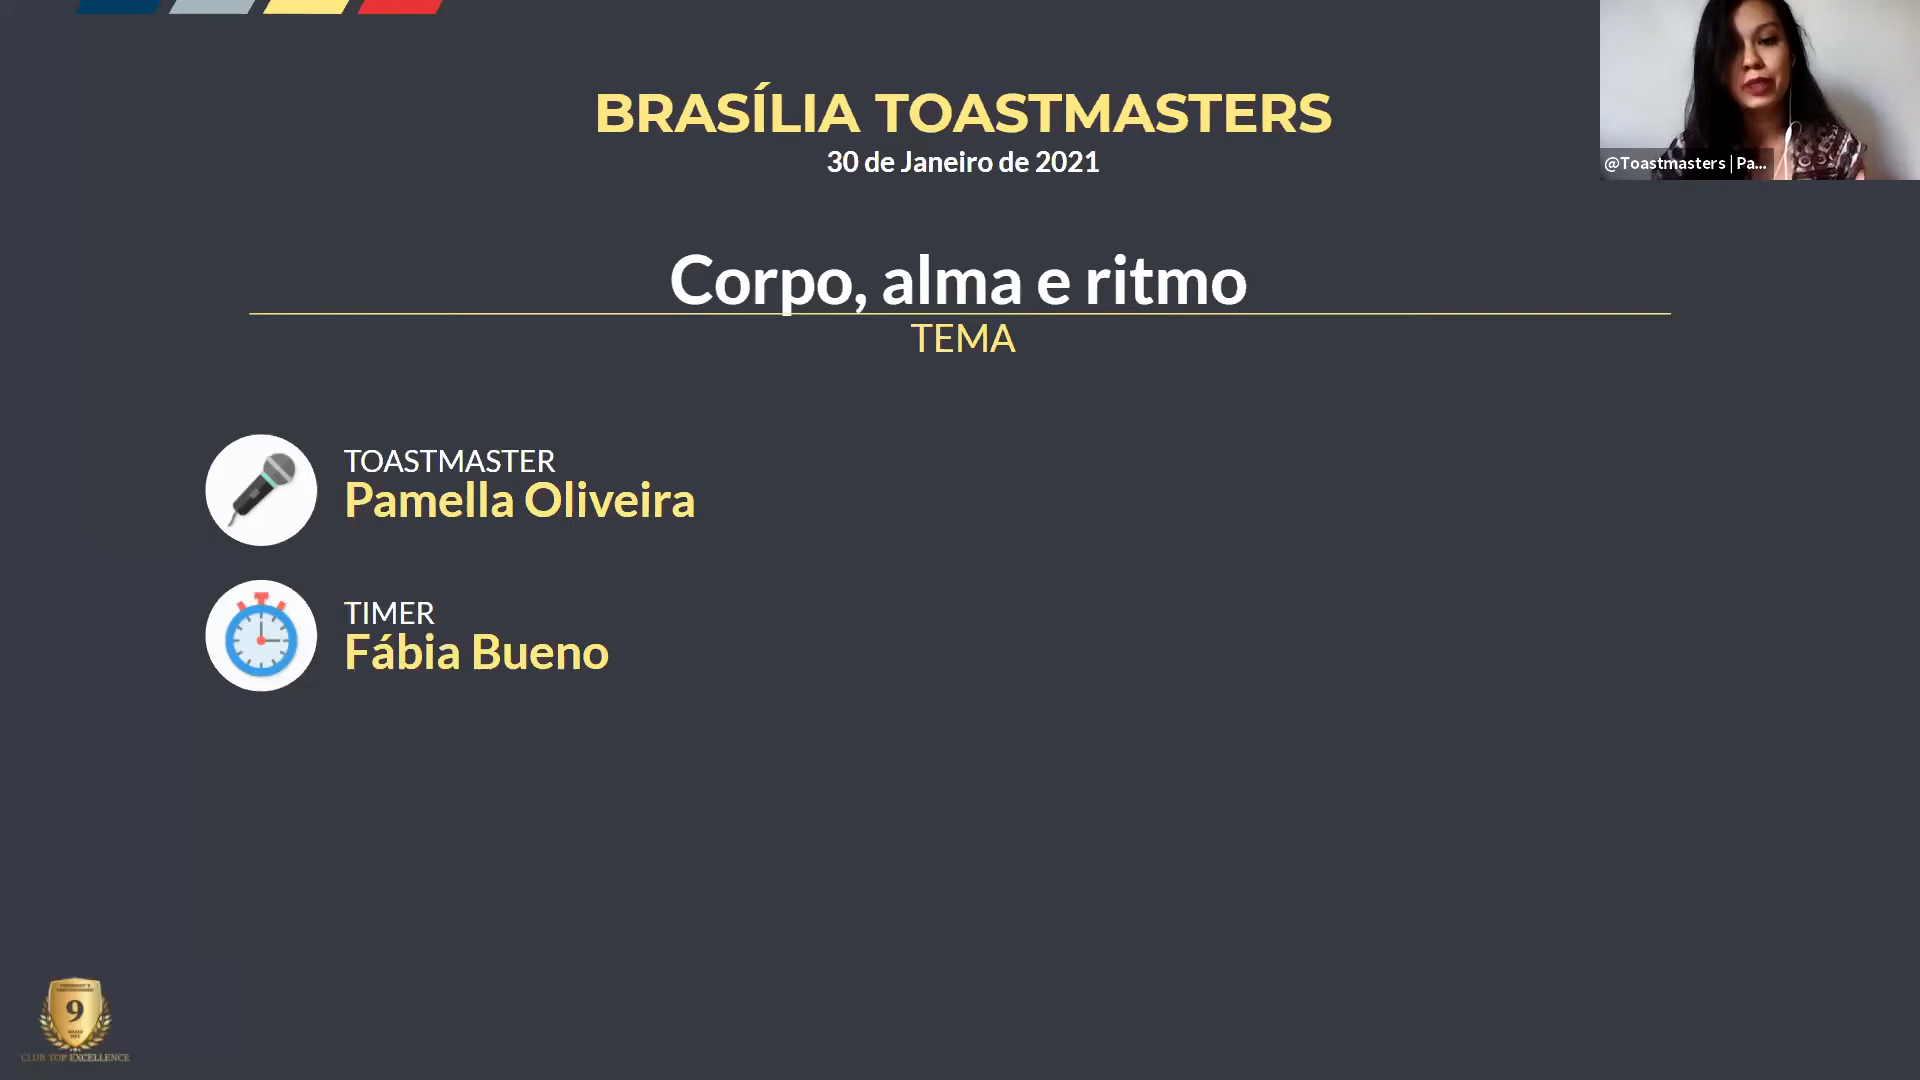 BRASÍLIA TOASTMASTERS
30 de Janeiro de 2021
@Toastmasters | Pa...
Corpo, alma e ritmo
TEMA
TOASTMASTER
Pamella Oliveira
TIMER
Fábia Bueno
9
CLUB TOP EXCELLENCE